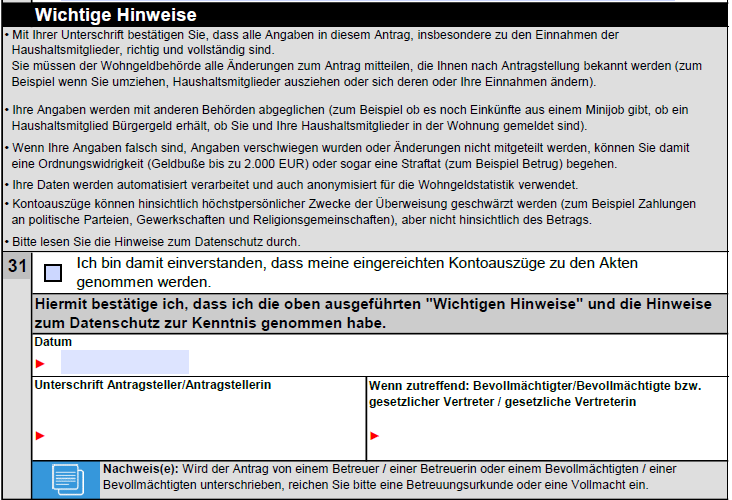 Wichtige Hinweise
• Mit Ihrer Unterschrift bestätigen Sie, dass alle Angaben in diesem Antrag, insbesondere zu den Einnahmen der
Haushaltsmitglieder, richtig und vollständig sind.
Sie müssen der Wohngeldbehörde alle Änderungen zum Antrag mitteilen, die Ihnen nach Antragstellung bekannt werden (zum
Beispiel wenn Sie umziehen, Haushaltsmitglieder ausziehen oder sich deren oder Ihre Einnahmen ändern).
• Ihre Angaben werden mit anderen Behörden abgeglichen (zum Beispiel ob es noch Einkünfte aus einem Minijob gibt, ob ein
Haushaltsmitglied Bürgergeld erhält, ob Sie und Ihre Haushaltsmitglieder in der Wohnung gemeldet sind).
• Wenn Ihre Angaben falsch sind, Angaben verschwiegen wurden oder Änderungen nicht mitgeteilt werden, können Sie damit
eine Ordnungswidrigkeit (Geldbuße bis zu 2.000 EUR) oder sogar eine Straftat (zum Beispiel Betrug) begehen.
• Ihre Daten werden automatisiert verarbeitet und auch anonymisiert für die Wohngeldstatistik verwendet.
• Kontoauszüge können hinsichtlich höchstpersönlicher Zwecke der Überweisung geschwärzt werden (zum Beispiel Zahlungen
an politische Parteien, Gewerkschaften und Religionsgemeinschaften), aber nicht hinsichtlich des Betrags.
• Bitte lesen Sie die Hinweise zum Datenschutz durch.
31 Ich bin damit einverstanden, dass meine eingereichten Kontoauszüge zu den Akten
genommen werden.
Hiermit bestätige ich, dass ich die oben ausgeführten "Wichtigen Hinweise" und die Hinweise
zum Datenschutz zur Kenntnis genommen habe.
Datum
Unterschrift Antragsteller/Antragstellerin
Wenn zutreffend: Bevollmächtigter/Bevollmächtigte bzw.
gesetzlicher Vertreter / gesetzliche Vertreterin
Nachweis(e): Wird der Antrag von einem Betreuer / einer Betreuerin oder einem Bevollmächtigten / einer
Bevollmächtigten unterschrieben, reichen Sie bitte eine Betreuungsurkunde oder eine Vollmacht ein.